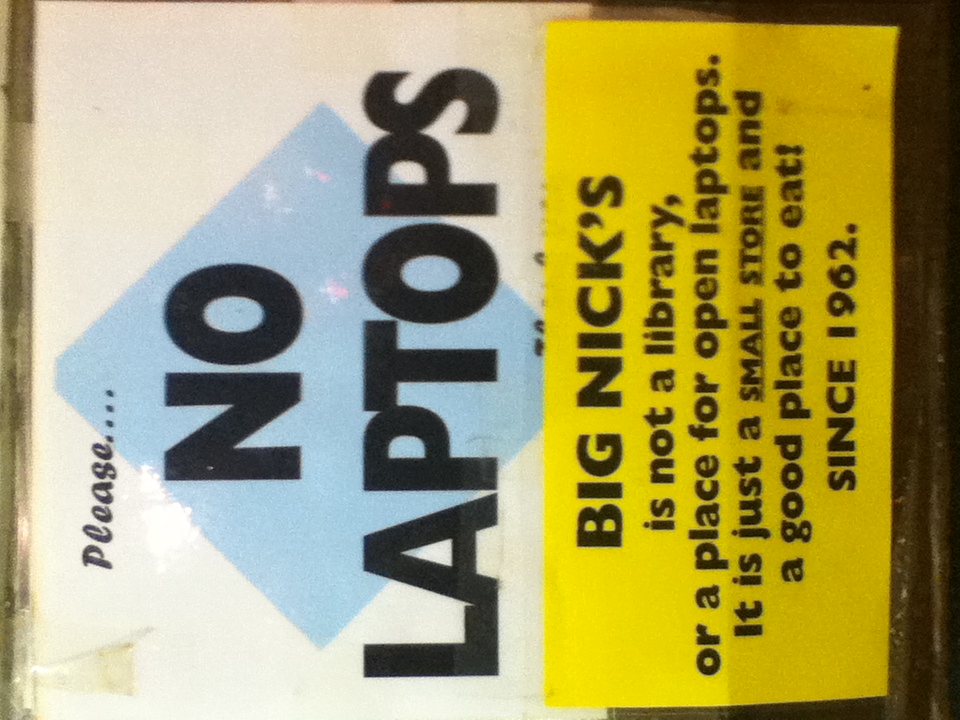 Please....
NO
LAPTOPS
BIG NICK'S
is not a library,
or a place for open laptops.
It is just a SMALL STORE and
a good place to eat!
SINCE 1962.